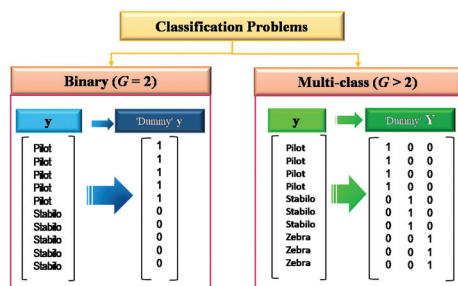 Classification Problems
Binary (G = 2)
y
'Dummy' y
Pilot
Pilot
Pilot
Pilot
Pilot
Stabilo
Stabilo
Stabilo
Stabilo
Stabilo
1
1
1
1
1
0
0
0
0
0
Multi-class (G > 2)
y
'Dummy' Y
Pilot
Pilot
Pilot
Pilot
Stabilo
Stabilo
Stabilo
Zebra
Zebra
Zebra
1 0 0
1 0 0
1 0 0
1 0 0
0 1 0
0 1 0
0 1 0
0 0 1
0 0 1
0 0 1